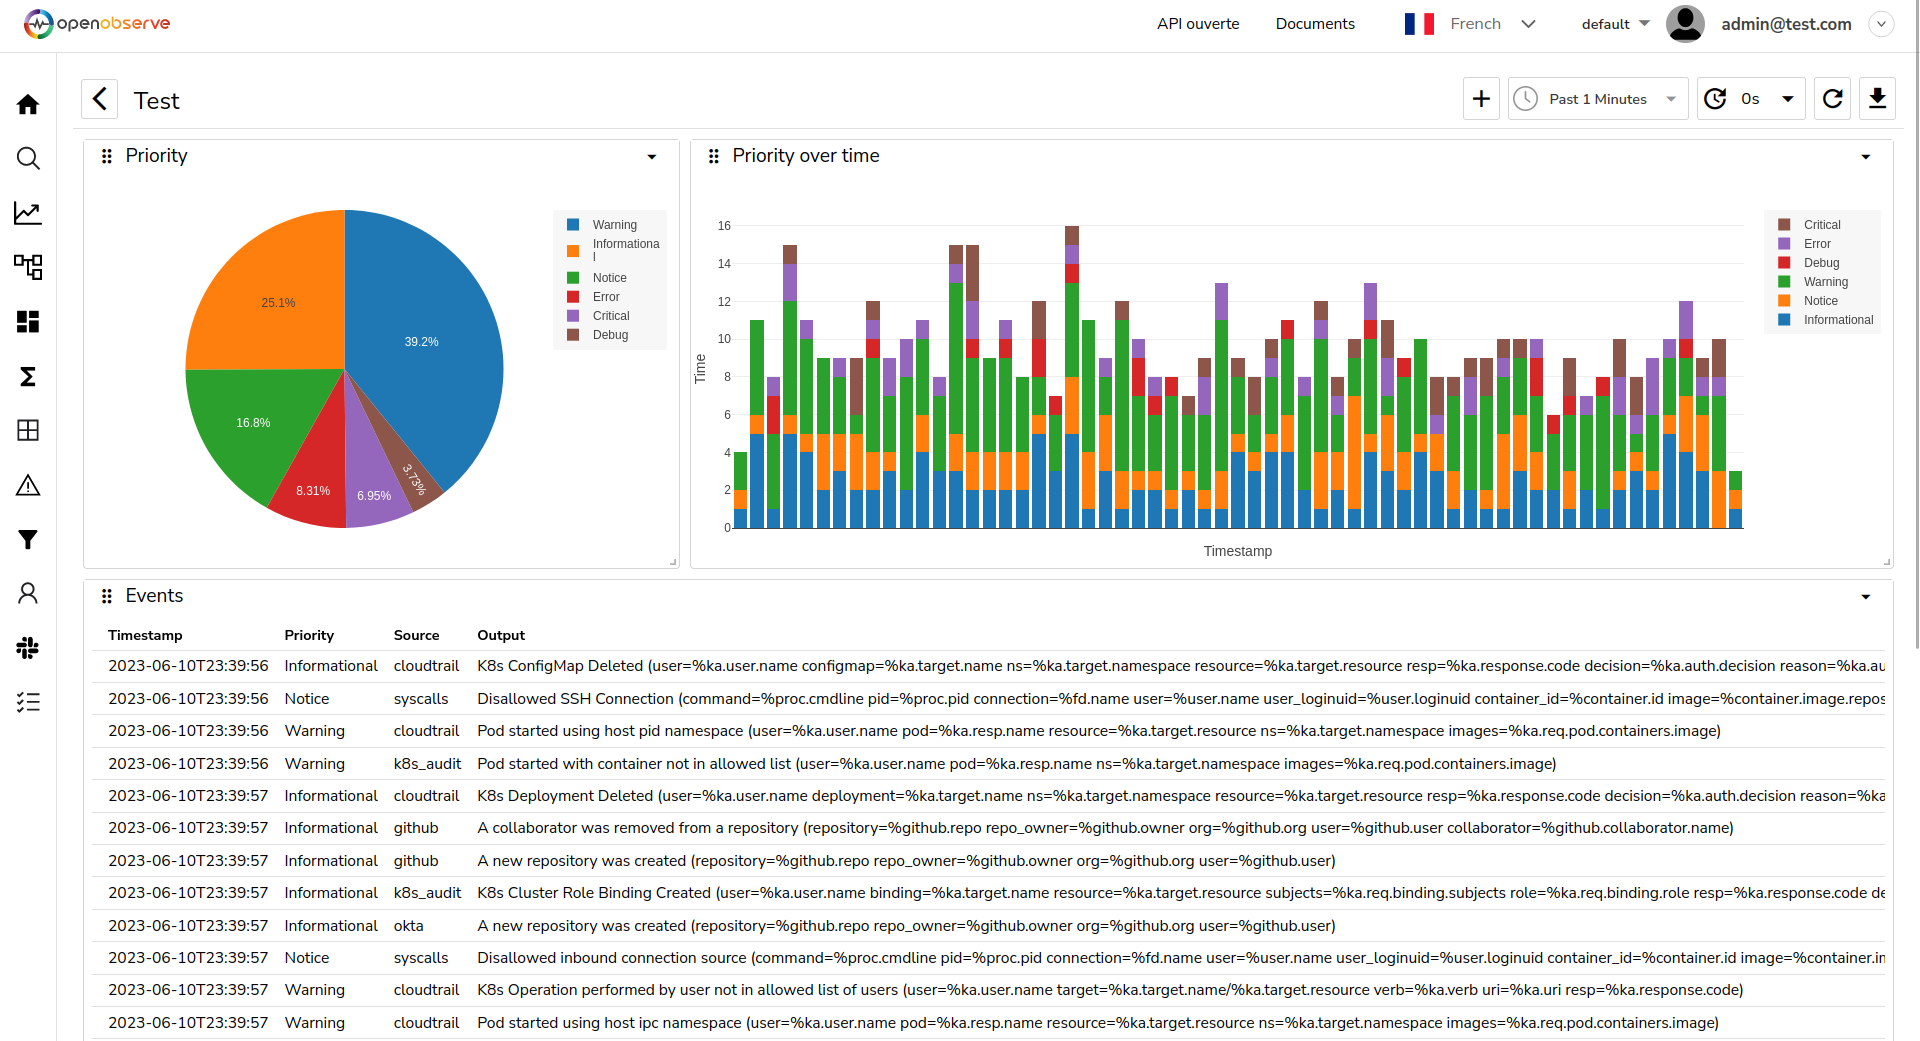 openobserve
API ouverte
Documents
French
default
admin@test.com
Test
Past 1 Minutes
0s
Priority
25.1%
39.2%
16.8%
8.31%
6.95%
3.73%
Warning
Informationa
l
Notice
Error
Critical
Debug
Priority over time
16
14
12
10
8
6
4
2
0
Time
Timestamp
Critical
Error
Debug
Warning
Notice
Informational
Events
Timestamp Priority Source Output
2023-06-10T23:39:56 Informational cloudtrail K8s ConfigMap Deleted (user=%ka.user.name configmap=%ka.target.name ns=%ka.target.namespace resource=%ka.target.resource resp=%ka.response.code decision=%ka.auth.decision reason=%ka.au
2023-06-10T23:39:56 Notice syscalls Disallowed SSH Connection (command=%proc.cmdline pid=%proc.pid connection=%fd.name user=%user.name user_loginuid=%user.loginuid container_id=%container.id image=%container.image.repos
2023-06-10T23:39:56 Warning cloudtrail Pod started using host pid namespace (user=%ka.user.name pod=%ka.resp.name resource=%ka.target.resource ns=%ka.target.namespace images=%ka.req.pod.containers.image)
2023-06-10T23:39:56 Warning k8s_audit Pod started with container not in allowed list (user=%ka.user.name pod=%ka.resp.name ns=%ka.target.namespace images=%ka.req.pod.containers.image)
2023-06-10T23:39:57 Informational cloudtrail K8s Deployment Deleted (user=%ka.user.name deployment=%ka.target.name ns=%ka.target.namespace resource=%ka.target.resource resp=%ka.response.code decision=%ka.auth.decision reason=%ka
2023-06-10T23:39:57 Informational github A collaborator was removed from a repository (repository=%github.repo repo_owner=%github.owner org=%github.org user=%github.user collaborator=%github.collaborator.name)
2023-06-10T23:39:57 Informational github A new repository was created (repository=%github.repo repo_owner=%github.owner org=%github.org user=%github.user)
2023-06-10T23:39:57 Informational k8s_audit K8s Cluster Role Binding Created (user=%ka.user.name binding=%ka.target.name resource=%ka.target.resource subjects=%ka.req.binding.subjects role=%ka.req.binding.role resp=%ka.response.code de
2023-06-10T23:39:57 Informational okta A new repository was created (repository=%github.repo repo_owner=%github.owner org=%github.org user=%github.user)
2023-06-10T23:39:57 Notice syscalls Disallowed inbound connection source (command=%proc.cmdline pid=%proc.pid connection=%fd.name user=%user.name user_loginuid=%user.loginuid container_id=%container.id image=%container.in
2023-06-10T23:39:57 Warning cloudtrail K8s Operation performed by user not in allowed list of users (user=%ka.user.name target=%ka.target.name/%ka.target.resource verb=%ka.verb uri=%ka.uri resp=%ka.response.code)
2023-06-10T23:39:57 Warning cloudtrail Pod started using host ipc namespace (user=%ka.user.name pod=%ka.resp.name resource=%ka.target.resource ns=%ka.target.namespace images=%ka.req.pod.containers.image)